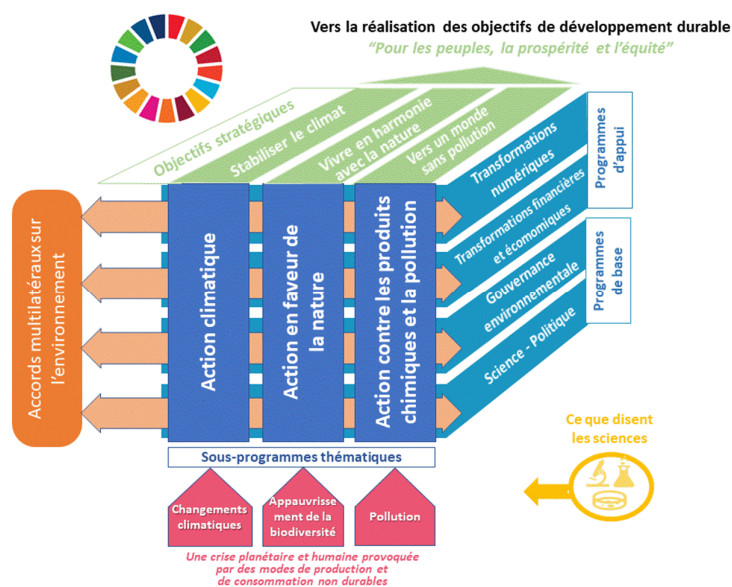 Vers la réalisation des objectifs de développement durable
“Pour les peuples, la prospérité et l’équité”
Objectifs stratégiques
Stabiliser le climat
Vivre en harmonie
avec la nature
Vers un monde
sans pollution
Transformations
numériques
Transformations financières
et écomomiques
Gouvernance
environnementale
Science - Politique
Programmes
d’appui
Programmes
de base
Accords multilatéraux sur
l’environnement
Action climatique
Action en faveur de
la nature
Action contre les produits
chimiques et la pollution
Sous-programmes thématiques
Changements
climatiques
Appauvrisse
ment de la
biodiversité
Pollution
Une crise planétaire et humaine provoquée
par des modes de production et
de consommation non durables
Ce que disent
les sciences